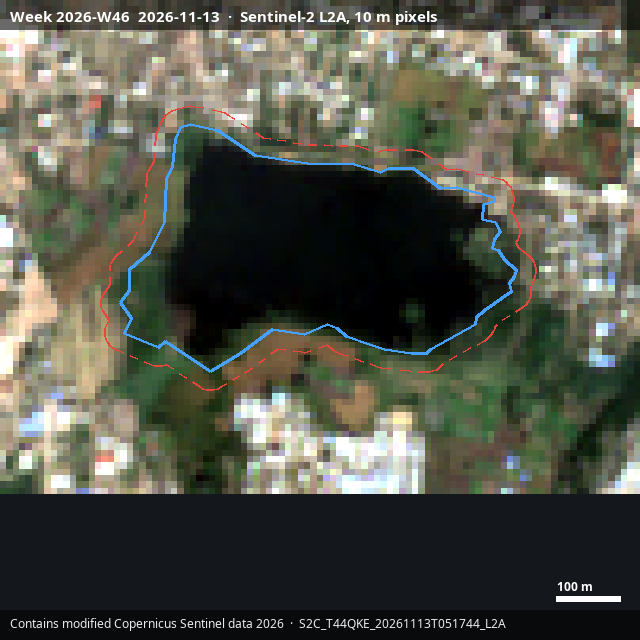 Week 2026-W46 2026-11-13 · Sentinel-2 L2A, 10 m pixels
100 m
Contains modified Copernicus Sentinel data 2026 · S2C_T44QKE_20261113T051744_L2A